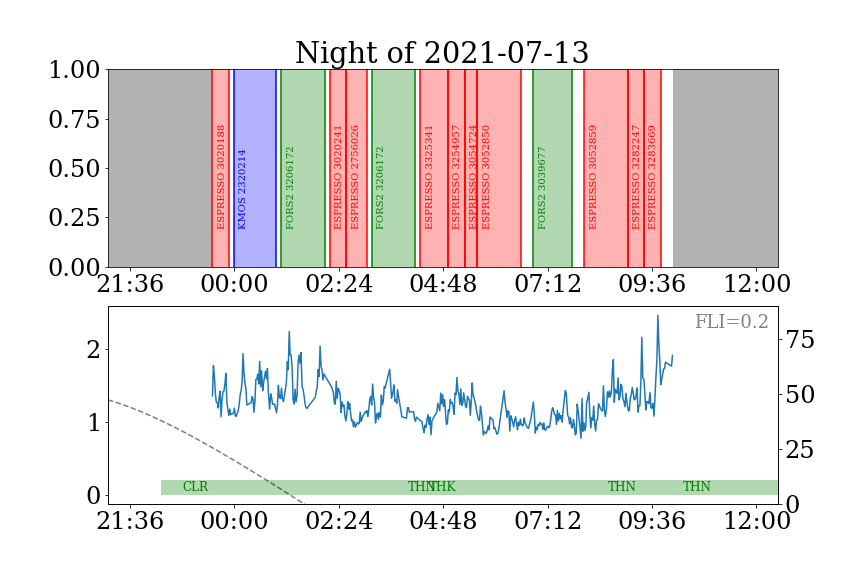 Night of 2021-07-13
1.00
0.75
0.50
0.25
0.00
ESPRESSO 3020188
KMOS 2320214
FORS2 3206172
ESPRESSO 3020241
ESPRESSO 2756026
FORS2 3206172
ESPRESSO 3325341
ESPRESSO 3254957
ESPRESSO 3054724
ESPRESSO 3052850
FORS2 3039677
ESPRESSO 3052859
ESPRESSO 3282247
ESPRESSO 3283669
21:36 00:00 02:24 04:48 07:12 09:36 12:00
FLI=0.2
2
1
0
75
50
25
0
CLR THN THK THN THN
21:36 00:00 02:24 04:48 07:12 09:36 12:00